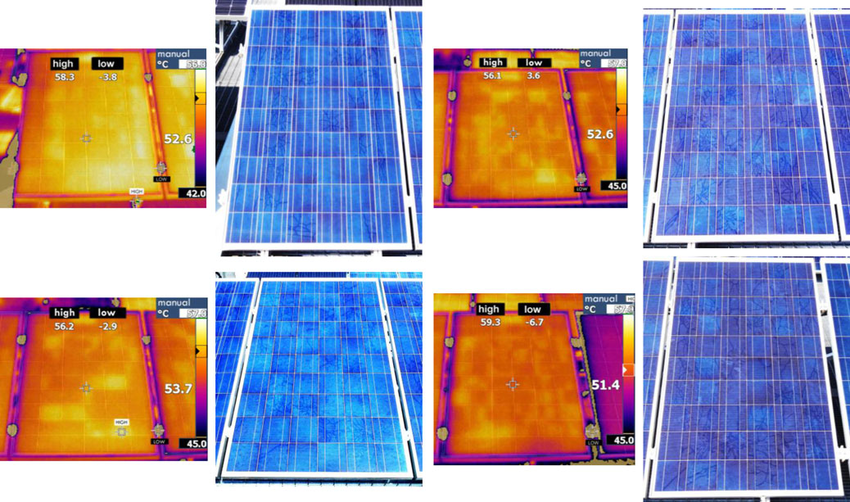 manual
high low °C
58.3 -3.8
52.6
LOW
HIGH
42.0
manual
high low °C
56.1 3.6
52.6
LOW
45.0
manual
high low °C
56.2 -2.9
53.7
HIGH
LOW
45.0
manual
high low °C
59.3 -6.7
51.4
LOW
45.0